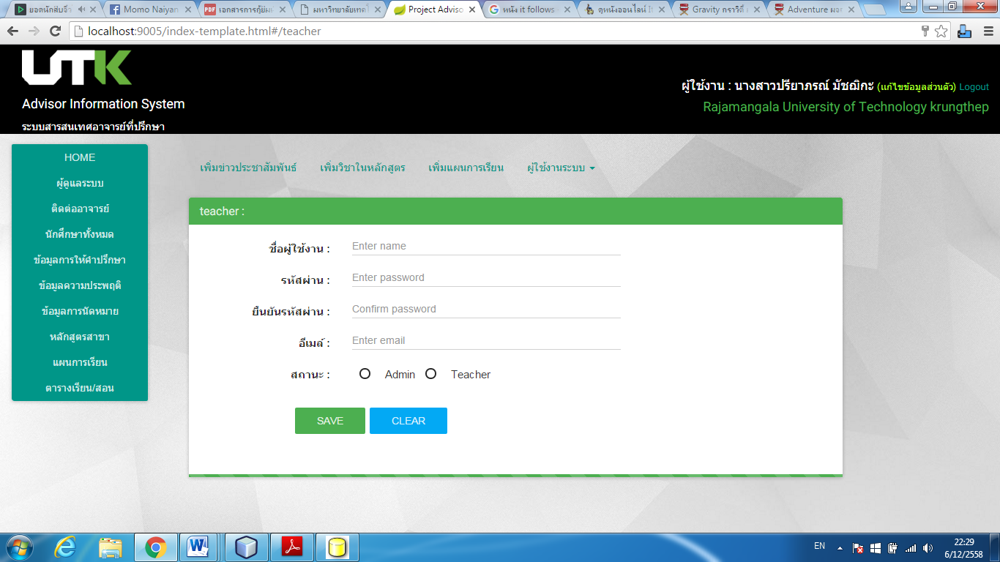 ยอดนักสืบจิ๋ว
Momo Naiyan
PDF เอกสารการกู้ยืมผ
มหาวิทยาลัยเทคโ
Project Adviso
หนัง it follows
ดูหนังออนไลน์ It
Gravity กราวิตี้
Adventure ผจภ
localhost:9005/index-template.html#/teacher
UTK
Advisor Information System
ระบบสารสนเทศอาจารย์ที่ปรึกษา
ผู้ใช้งาน : นางสาวปรียาภรณ์ มัชฌิกะ (แก้ไขข้อมูลส่วนตัว) Logout
Rajamangala University of Technology krungthep
HOME
ผู้ดูแลระบบ
ติดต่ออาจารย์
นักศึกษาทั้งหมด
ข้อมูลการให้คำปรึกษา
ข้อมูลความประพฤติ
ข้อมูลการนัดหมาย
หลักสูตรสาขา
แผนการเรียน
ตารางเรียน/สอน
เพิ่มข่าวประชาสัมพันธ์ เพิ่มวิชาในหลักสูตร เพิ่มแผนการเรียน ผู้ใช้งานระบบ
teacher :
ชื่อผู้ใช้งาน : Enter name
รหัสผ่าน : Enter password
ยืนยันรหัสผ่าน : Confirm password
อีเมล์ : Enter email
สถานะ : Admin Teacher
SAVE CLEAR
EN
22:29
6/12/2558